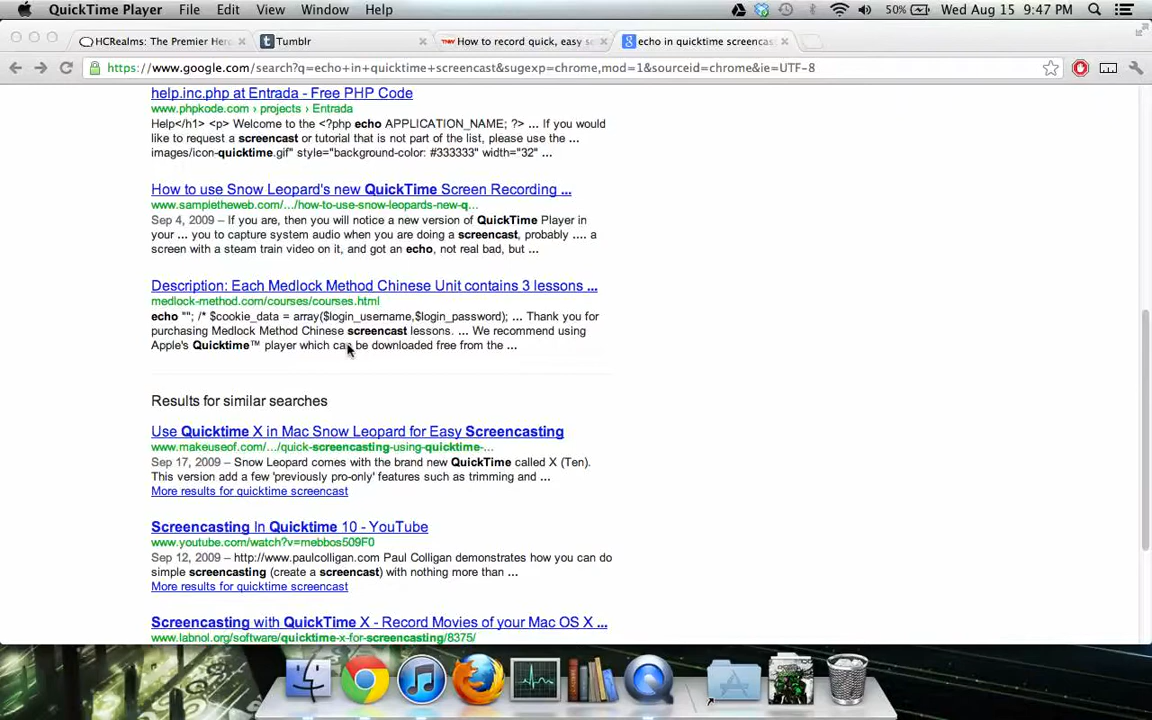 QuickTime Player File Edit View Window Help 50% Wed Aug 15 9:47 PM
HCRealms: The Premier Her
Tumblr
How to record quick, easy s
echo in quicktime screencas
https://www.google.com/search?q=echo+in+quicktime+screencast&sugexp=chrome,mod=1&sourceid=chrome&ie=UTF-8
help.inc.php at Entrada - Free PHP Code
www.phpkode.com › projects › Entrada
Help</h1> <p> Welcome to the <?php echo APPLICATION_NAME; ?> ... If you would
like to request a screencast or tutorial that is not part of the list, please use the ...
images/icon-quicktime.gif" style="background-color: #333333" width="32" ...
How to use Snow Leopard's new QuickTime Screen Recording ...
www.sampletheweb.com/.../how-to-use-snow-leopards-new-q...
Sep 4, 2009 – If you are, then you will notice a new version of QuickTime Player in
your ... you to capture system audio when you are doing a screencast, probably .... a
screen with a steam train video on it, and got an echo, not real bad, but ...
Description: Each Medlock Method Chinese Unit contains 3 lessons ...
medlock-method.com/courses/courses.html
echo ""; /* $cookie_data = array($login_username,$login_password); ... Thank you for
purchasing Medlock Method Chinese screencast lessons. ... We recommend using
Apple's Quicktime™ player which can be downloaded free from the ...
Results for similar searches
Use Quicktime X in Mac Snow Leopard for Easy Screencasting
www.makeuseof.com/.../quick-screencasting-using-quicktime-...
Sep 17, 2009 – Snow Leopard comes with the brand new QuickTime called X (Ten).
This version add a few 'previously pro-only' features such as trimming and ...
More results for quicktime screencast
Screencasting In Quicktime 10 - YouTube
www.youtube.com/watch?v=mebbos509F0
Sep 12, 2009 – http://www.paulcolligan.com Paul Colligan demonstrates how you can do
simple screencasting (create a screencast) with nothing more than ...
More results for quicktime screencast
Screencasting with QuickTime X - Record Movies of your Mac OS X ...
www.labnol.org/software/quicktime-x-for-screencasting/8375/